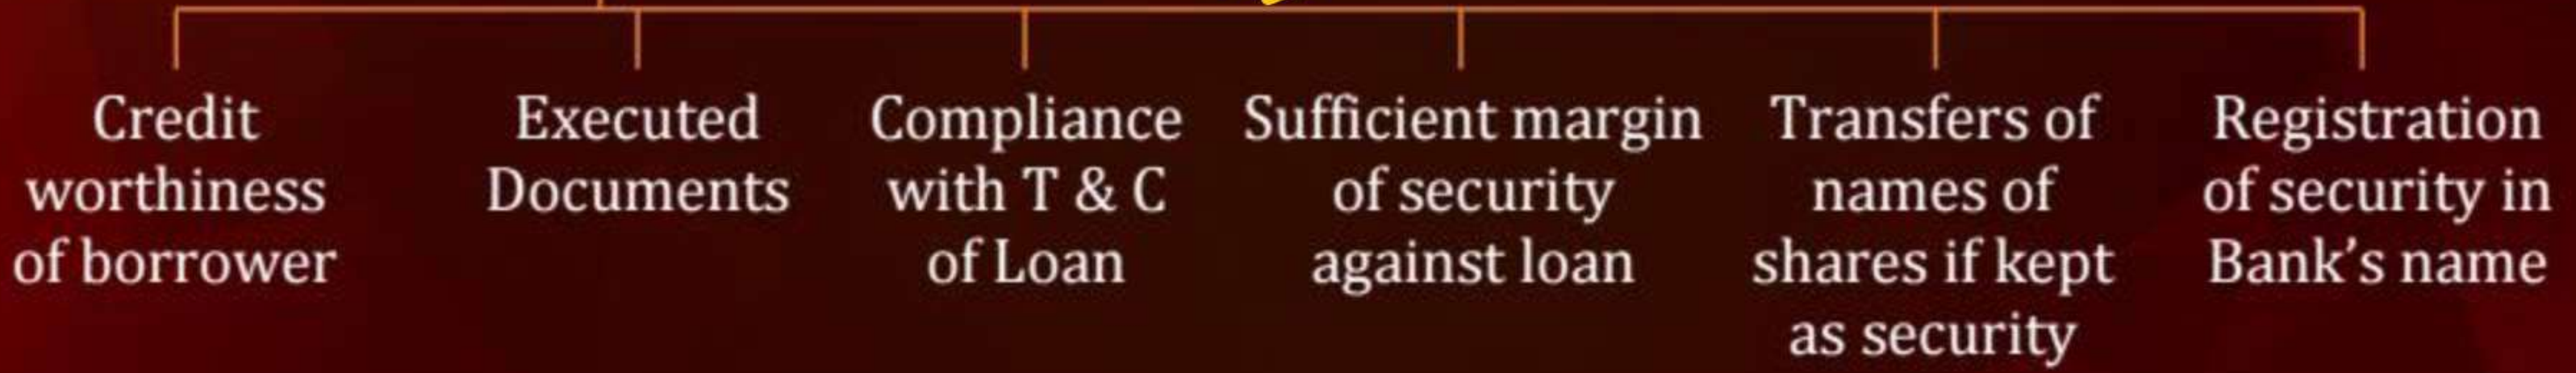 Credit
worthiness
of borrower
Executed
Documents
Compliance
with T & C
of Loan
Sufficient margin
of security
against loan
Transfers of
names of
shares if kept
as security
Registration
of security in
Bank's name